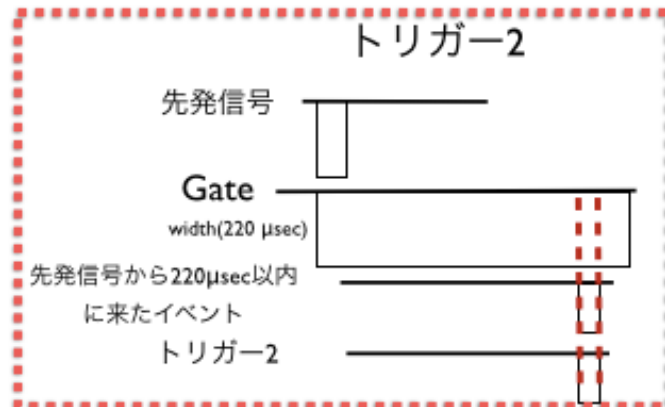 トリガー2
先発信号
Gate
width(220 μsec)
先発信号から220μsec以内
に来たイベント
トリガー2